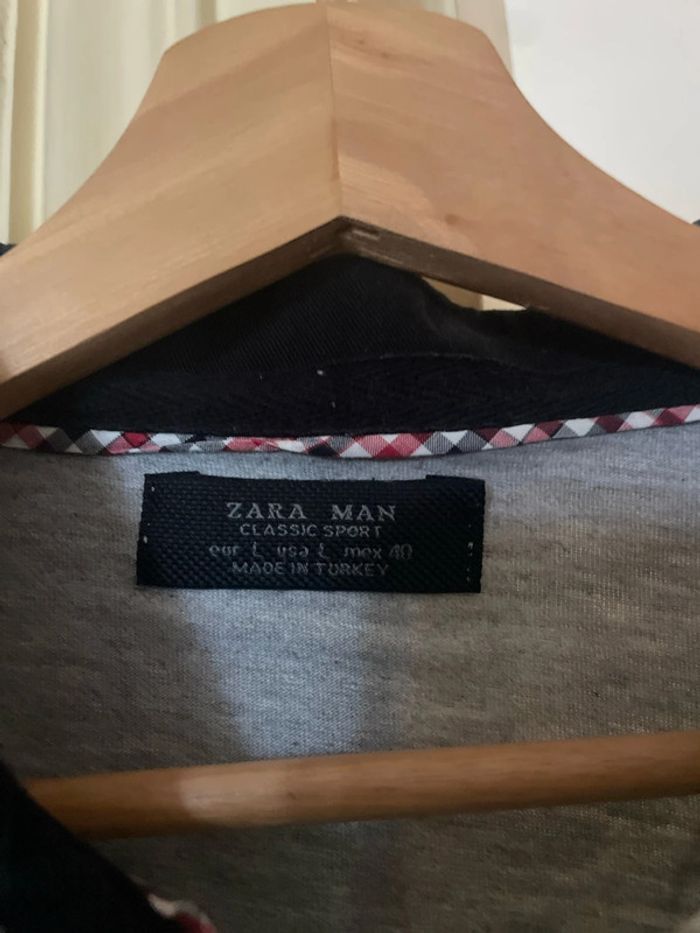 ZARA MAN
CLASSIC SPORT
eur L usa L mex 40
MADE IN TURKEY